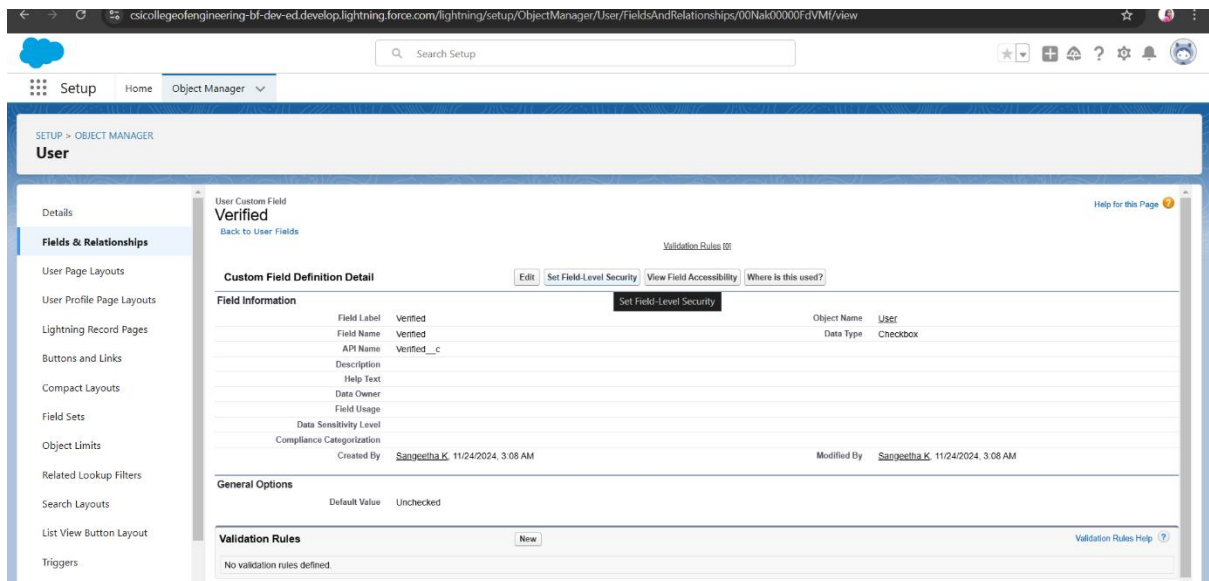 csicollegeofengineering-bf-dev-ed.develop.lightning.force.com/lightning/setup/ObjectManager/User/FieldsAndRelationships/00Nak00000FdVMf/view
Search Setup
Setup Home Object Manager
SETUP > OBJECT MANAGER
User
Details
Fields & Relationships
User Page Layouts
User Profile Page Layouts
Lightning Record Pages
Buttons and Links
Compact Layouts
Field Sets
Object Limits
Related Lookup Filters
Search Layouts
List View Button Layout
Triggers
User Custom Field
Verified
Help for this Page
Back to User Fields
Validation Rules [0]
Custom Field Definition Detail Edit Set Field-Level Security View Field Accessibility Where is this used?
Field Information Set Field-Level Security
Field Label Verified Object Name User
Field Name Verified Data Type Checkbox
API Name Verified__c
Description
Help Text
Data Owner
Field Usage
Data Sensitivity Level
Compliance Categorization
Created By Sangeetha K, 11/24/2024, 3:08 AM Modified By Sangeetha K, 11/24/2024, 3:08 AM
General Options
Default Value Unchecked
Validation Rules New Validation Rules Help ?
No validation rules defined.